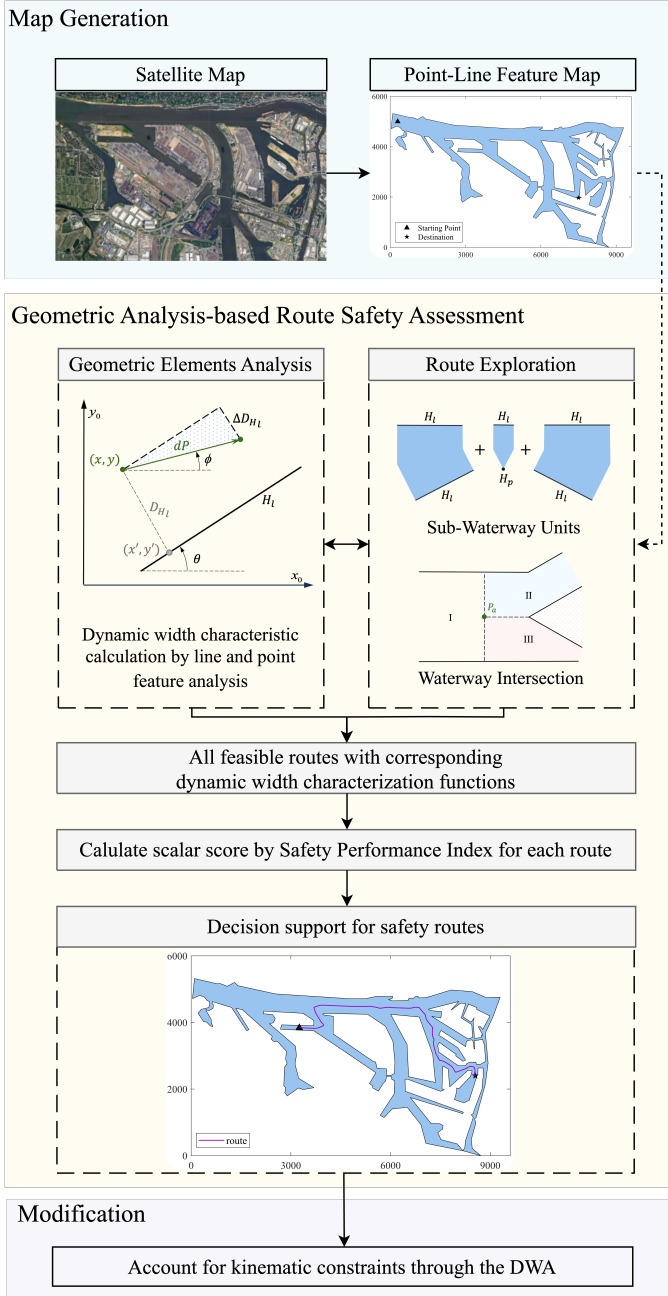 Map Generation
Satellite Map
Point-Line Feature Map
6000
4000
2000
0
Starting Point
Destination
0 3000 6000 9000
Geometric Analysis-based Route Safety Assessment
Geometric Elements Analysis
y₀
ΔD_{H_l}
(x, y)
dP
ϕ
D_{H_l}
H_l
(x′, y′)
θ
x₀
Dynamic width characteristic
calculation by line and point
feature analysis
Route Exploration
H_l H_l H_l
+ +
H_l H_p H_l
Sub-Waterway Units
I
II
P_a
III
Waterway Intersection
All feasible routes with corresponding
dynamic width characterization functions
Calulate scalar score by Safety Performance Index for each route
Decision support for safety routes
6000
4000
2000
0
route
0 3000 6000 9000
Modification
Account for kinematic constraints through the DWA